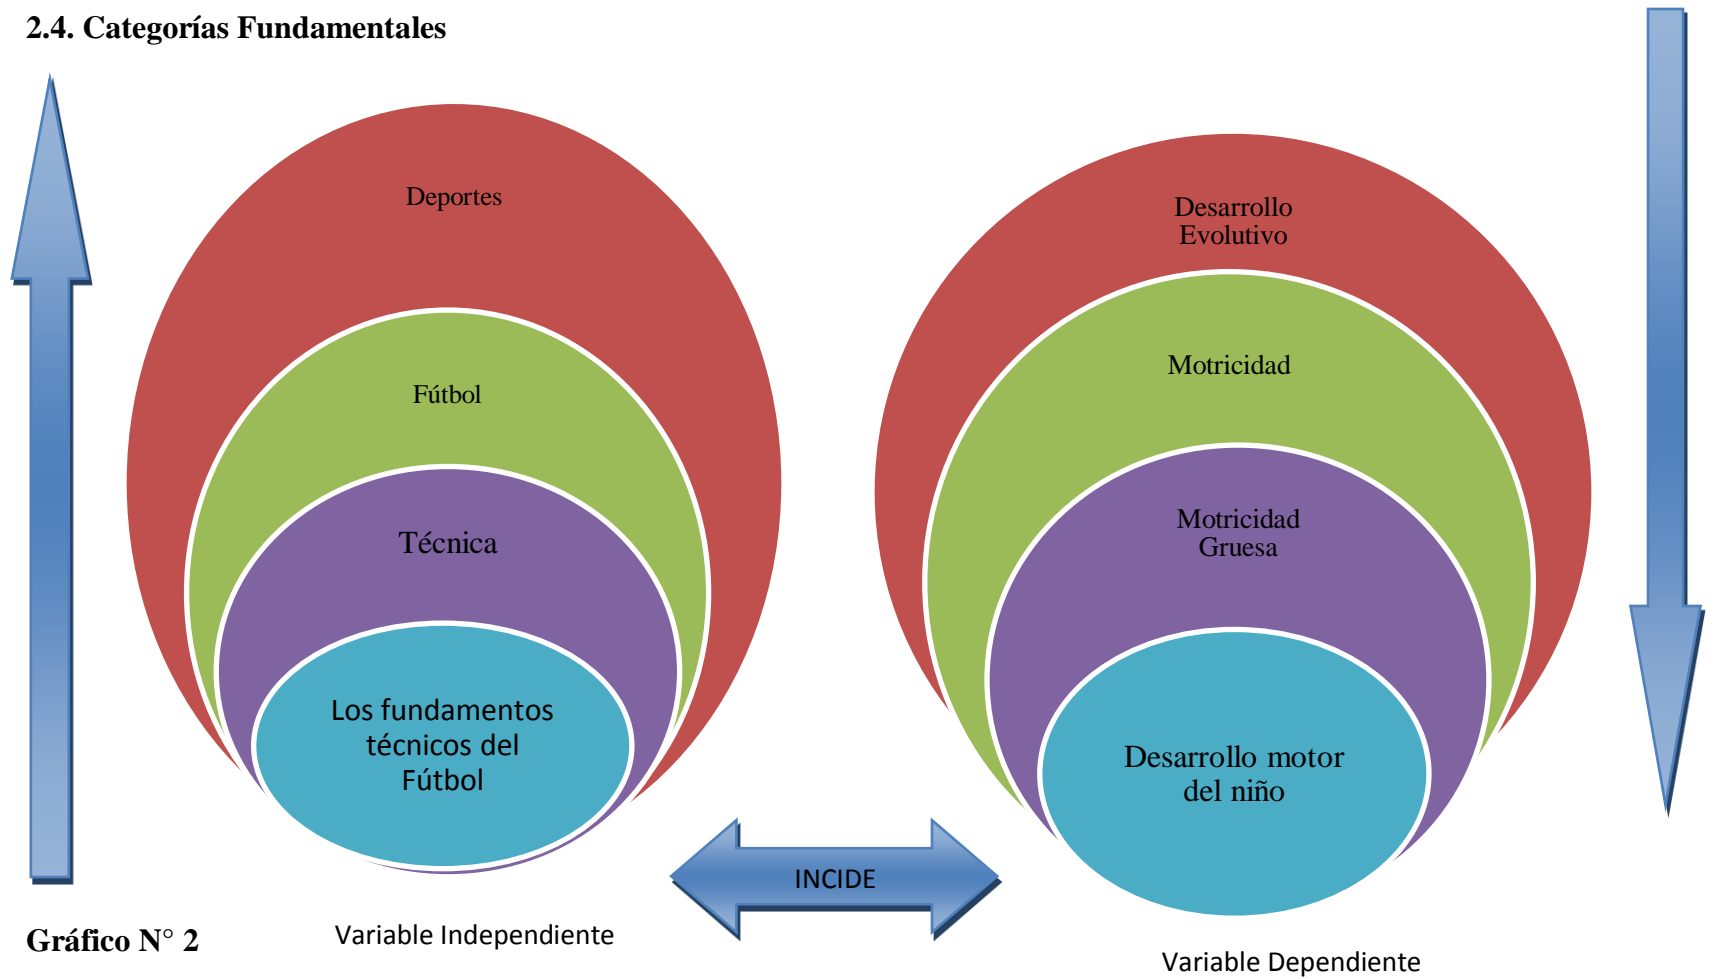 2.4. Categorías Fundamentales
Deportes
Fútbol
Técnica
Los fundamentos
técnicos del
Fútbol
Desarrollo
Evolutivo
Motricidad
Motricidad
Gruesa
Desarrollo motor
del niño
INCIDE
Gráfico N° 2
Variable Independiente
Variable Dependiente